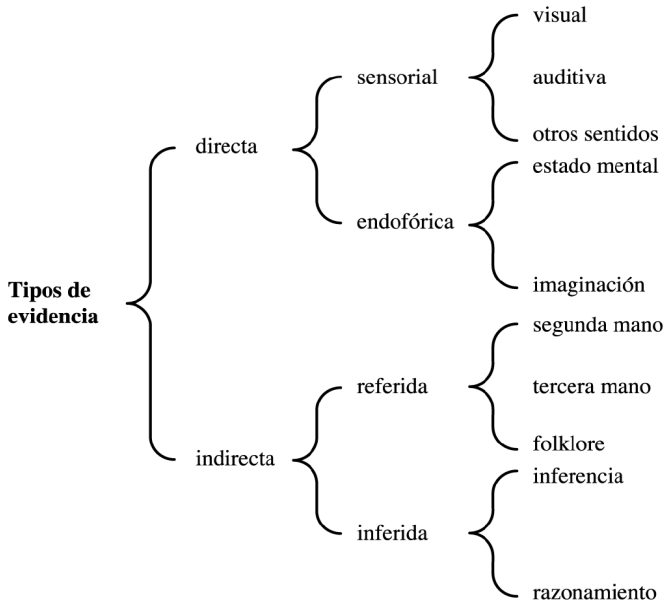 visual
sensorial
auditiva
otros sentidos
directa
estado mental
endofórica
imaginación
Tipos de
evidencia
segunda mano
referida
tercera mano
folklore
indirecta
inferencia
inferida
razonamiento